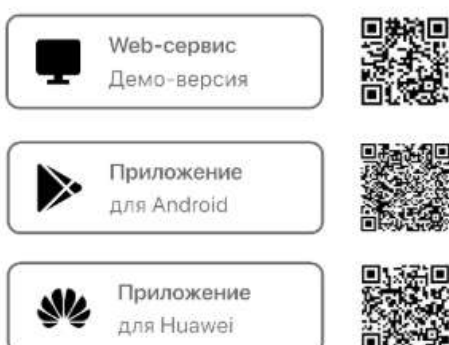 Web-сервис
Демо-версия
Приложение
для Android
Приложение
для Huawei